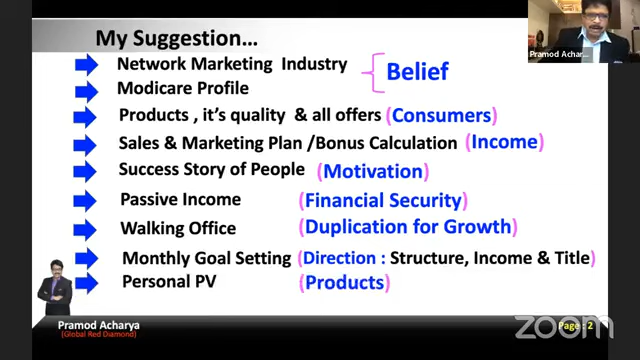 My Suggestion...
Network Marketing Industry
Modicare Profile
Belief
Products , it's quality & all offers (Consumers)
Sales & Marketing Plan /Bonus Calculation (Income)
Success Story of People (Motivation)
Passive Income (Financial Security)
Walking Office (Duplication for Growth)
Monthly Goal Setting (Direction : Structure, Income & Title)
Personal PV (Products)
Pramod Achar...
Pramod Acharya
(Global Red Diamond)
zoom
Page : 2